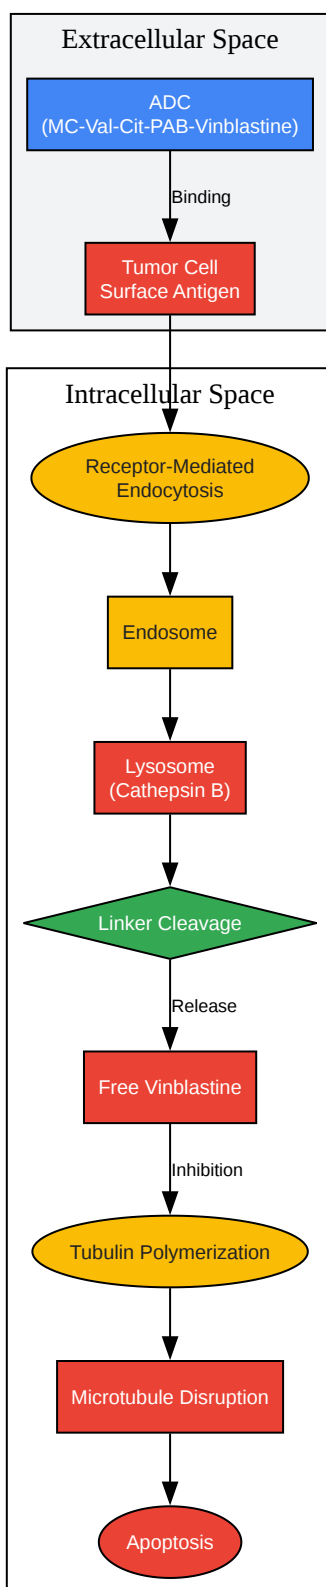 Extracellular Space
ADC
(MC-Val-Cit-PAB-Vinblastine)
Binding
Tumor Cell
Surface Antigen
Intracellular Space
Receptor-Mediated
Endocytosis
Endosome
Lysosome
(Cathepsin B)
Linker Cleavage
Release
Free Vinblastine
Inhibition
Tubulin Polymerization
Microtubule Disruption
Apoptosis